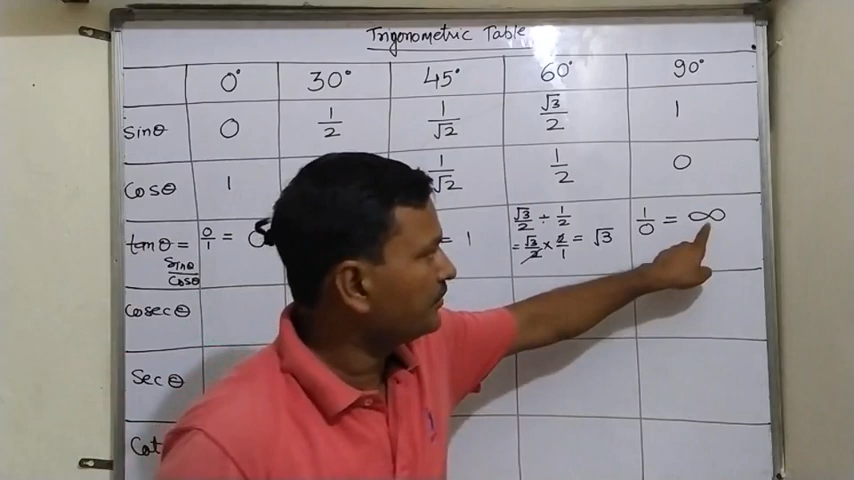 Trigonometric Table
0° 30° 45° 60° 90°
sinθ 0 1/2 1/√2 √3/2 1
cosθ 1 1/√2 1/2 0
tanθ = sinθ/cosθ 0/1 = 0 = 1 √3/2 ÷ 1/2 1/0 = ∞
= √3/2 × 2/1 = √3
cosecθ
secθ
Cot